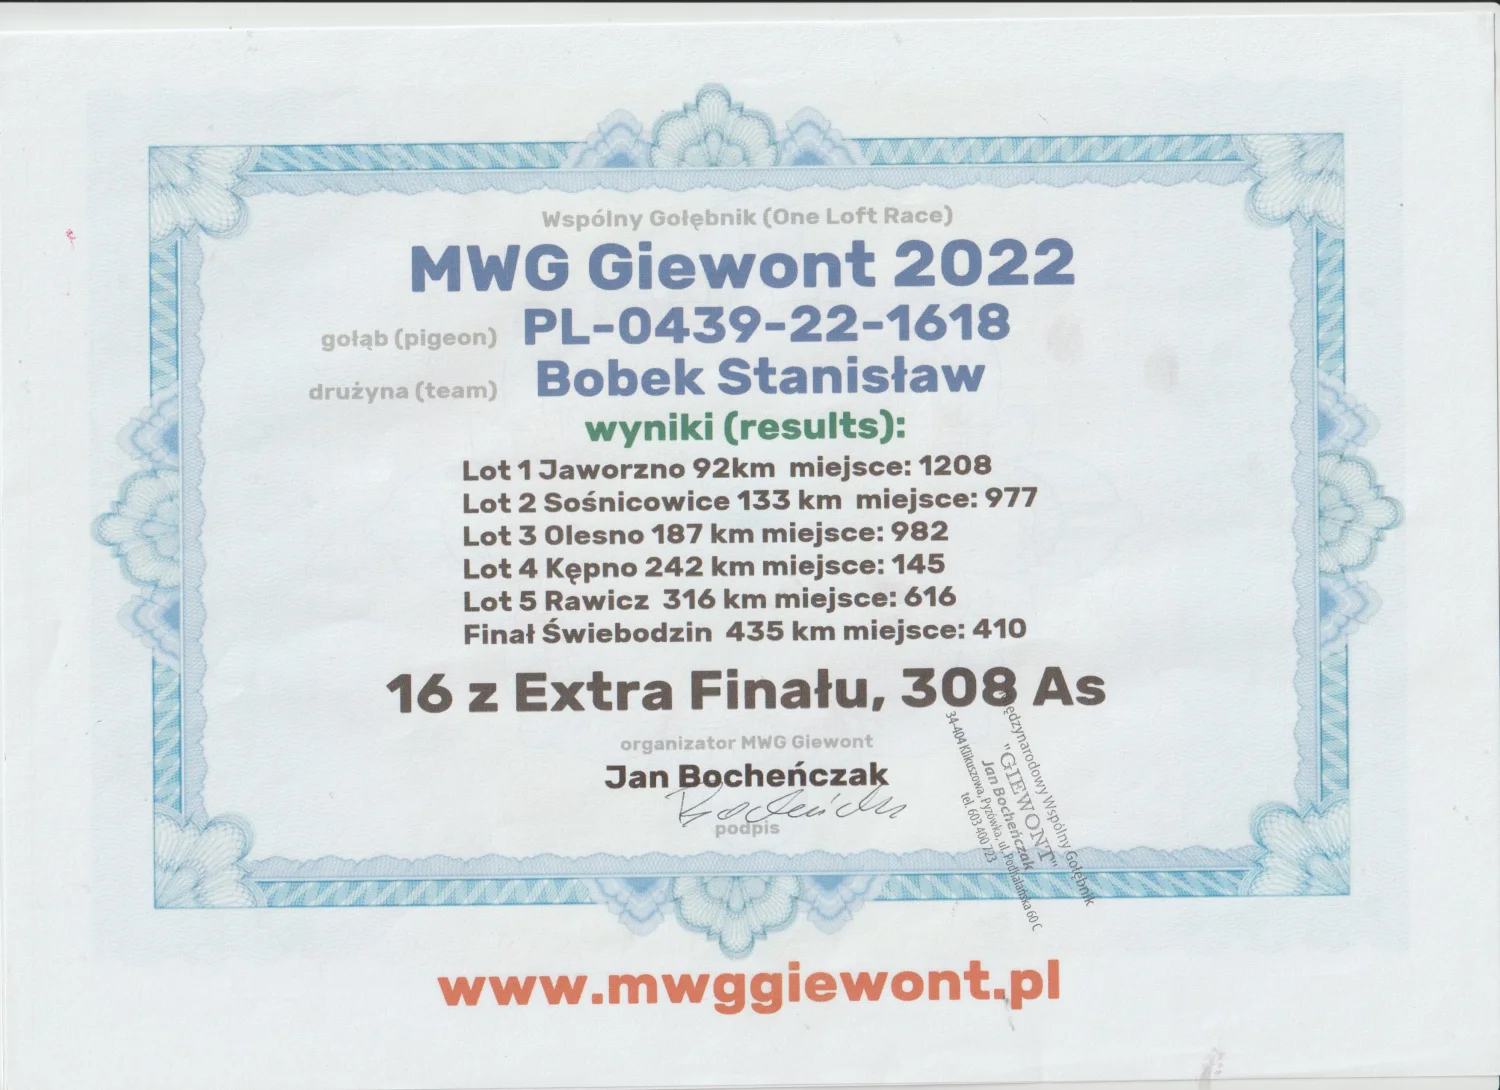 Wspólny Gołębnik (One Loft Race)
MWG Giewont 2022
gołąb (pigeon) PL-0439-22-1618
drużyna (team) Bobek Stanisław
wyniki (results):
Lot 1 Jaworzno 92km miejsce: 1208
Lot 2 Sośnicowice 133 km miejsce: 977
Lot 3 Olesno 187 km miejsce: 982
Lot 4 Kępno 242 km miejsce: 145
Lot 5 Rawicz 316 km miejsce: 616
Finał Świebodzin 435 km miejsce: 410
16 z Extra Finału, 308 As
organizator MWG Giewont
Jan Bocheńczak
podpis
Międzynarodowy Wspólny Gołębnik
"GIEWONT"
Jan Bocheńczak
34-404 Klikuszowa, Pyzówka, ul. Podhalańska 60 C
tel. 603 400 723
www.mwggiewont.pl